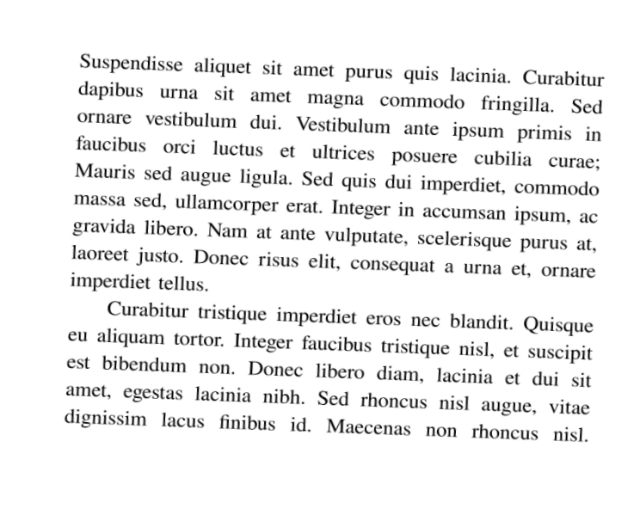 Suspendisse aliquet sit amet purus quis lacinia. Curabitur
dapibus urna sit amet magna commodo fringilla. Sed
ornare vestibulum dui. Vestibulum ante ipsum primis in
faucibus orci luctus et ultrices posuere cubilia curae;
Mauris sed augue ligula. Sed quis dui imperdiet, commodo
massa sed, ullamcorper erat. Integer in accumsan ipsum, ac
gravida libero. Nam at ante vulputate, scelerisque purus at,
laoreet justo. Donec risus elit, consequat a urna et, ornare
imperdiet tellus.
Curabitur tristique imperdiet eros nec blandit. Quisque
eu aliquam tortor. Integer faucibus tristique nisl, et suscipit
est bibendum non. Donec libero diam, lacinia et dui sit
amet, egestas lacinia nibh. Sed rhoncus nisl augue, vitae
dignissim lacus finibus id. Maecenas non rhoncus nisl.